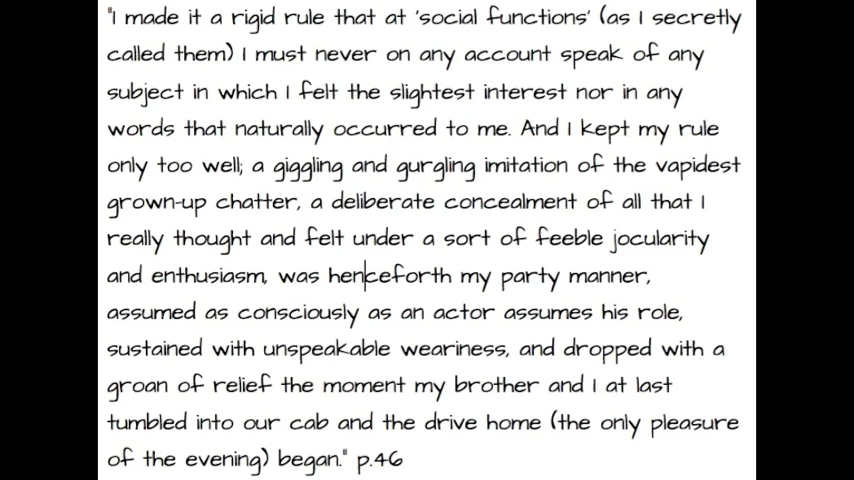 "I made it a rigid rule that at 'social functions' (as I secretly
called them) I must never on any account speak of any
subject in which I felt the slightest interest nor in any
words that naturally occurred to me. And I kept my rule
only too well; a giggling and gurgling imitation of the vapidest
grown-up chatter, a deliberate concealment of all that I
really thought and felt under a sort of feeble jocularity
and enthusiasm, was henceforth my party manner,
assumed as consciously as an actor assumes his role,
sustained with unspeakable weariness, and dropped with a
groan of relief the moment my brother and I at last
tumbled into our cab and the drive home (the only pleasure
of the evening) began." p.46